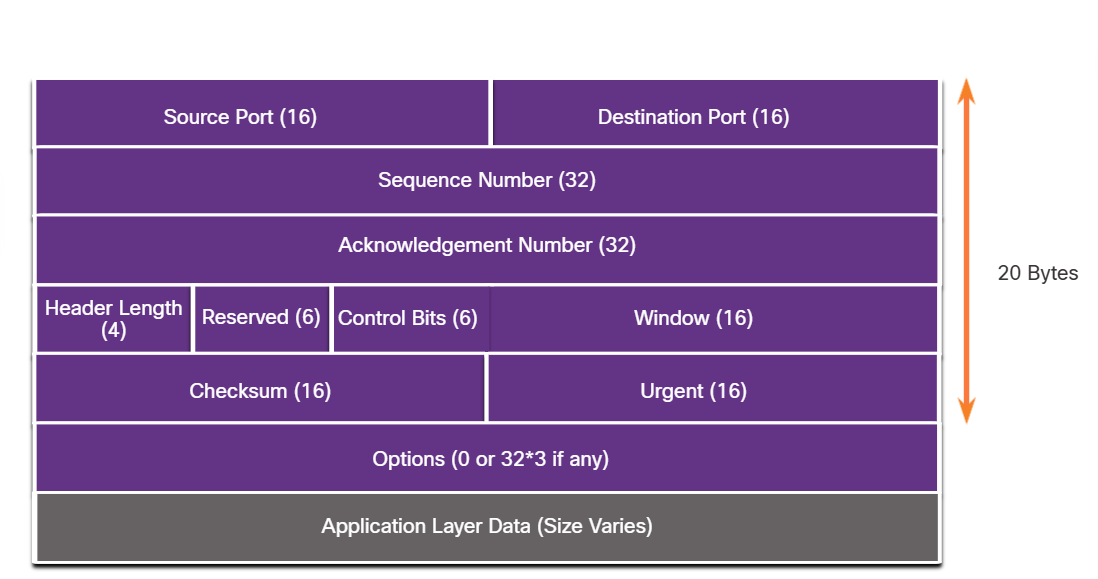 Source Port (16)
Destination Port (16)
Sequence Number (32)
Acknowledgement Number (32)
Header Length
(4)
Reserved (6)
Control Bits (6)
Window (16)
Checksum (16)
Urgent (16)
Options (0 or 32*3 if any)
Application Layer Data (Size Varies)
20 Bytes